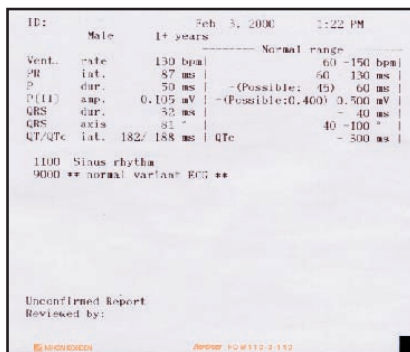 ID: Feb 3, 2000 1:22 PM
Male 1+ years
Normal range
Vent. rate 130 bpm| 60 -150 bpm|
PR int. 87 ms | 60 130 ms |
P dur. 50 ms | -(Possible: 45) 60 ms |
P(II) amp. 0.105 mV | -(Possible:0.400) 0.500 mV |
QRS dur. 32 ms | - 40 ms |
QRS axis 81 ° | 40 -100 ° |
QT/QTc int. 182/ 188 ms | QTc - 300 ms |
1100 Sinus rhythm
9000 ** normal variant ECG **
Unconfirmed Report
Reviewed by:
NIHON KOHDEN